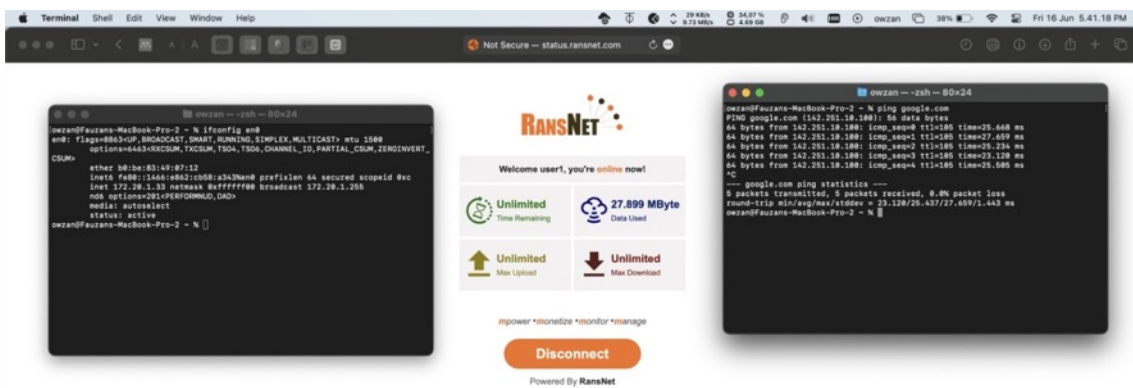 Terminal Shell Edit View Window Help
29 KB/s
9.72 MB/s
34,07 %
4.69 GB
owzan
38%
Fri 16 Jun 5.41.18 PM
A A
Not Secure — status.ransnet.com
owzan — -zsh — 80×24
owzan@Fauzans-MacBook-Pro-2 ~ % ifconfig en0
en0: flags=8863<UP,BROADCAST,SMART,RUNNING,SIMPLEX,MULTICAST> mtu 1500
options=6463<RXCSUM,TXCSUM,TSO4,TSO6,CHANNEL_IO,PARTIAL_CSUM,ZEROINVERT_
CSUM>
ether b0:be:83:49:07:12
inet6 fe80::1466:e862:cb58:a343%en0 prefixlen 64 secured scopeid 0xc
inet 172.20.1.33 netmask 0xffffff00 broadcast 172.20.1.255
nd6 options=201<PERFORMNUD,DAD>
media: autoselect
status: active
owzan@Fauzans-MacBook-Pro-2 ~ %
RANSNET
Welcome user1, you're online now!
Unlimited
Time Remaining
27.899 MByte
Data Used
Unlimited
Max Upload
Unlimited
Max Download
mpower •monetize •monitor •manage
Disconnect
Powered By RansNet
owzan — -zsh — 80×24
owzan@Fauzans-MacBook-Pro-2 ~ % ping google.com
PING google.com (142.251.10.100): 56 data bytes
64 bytes from 142.251.10.100: icmp_seq=0 ttl=105 time=25.668 ms
64 bytes from 142.251.10.100: icmp_seq=1 ttl=105 time=27.659 ms
64 bytes from 142.251.10.100: icmp_seq=2 ttl=105 time=25.234 ms
64 bytes from 142.251.10.100: icmp_seq=3 ttl=105 time=23.120 ms
64 bytes from 142.251.10.100: icmp_seq=4 ttl=105 time=25.505 ms
^C
--- google.com ping statistics ---
5 packets transmitted, 5 packets received, 0.0% packet loss
round-trip min/avg/max/stddev = 23.120/25.437/27.659/1.443 ms
owzan@Fauzans-MacBook-Pro-2 ~ %